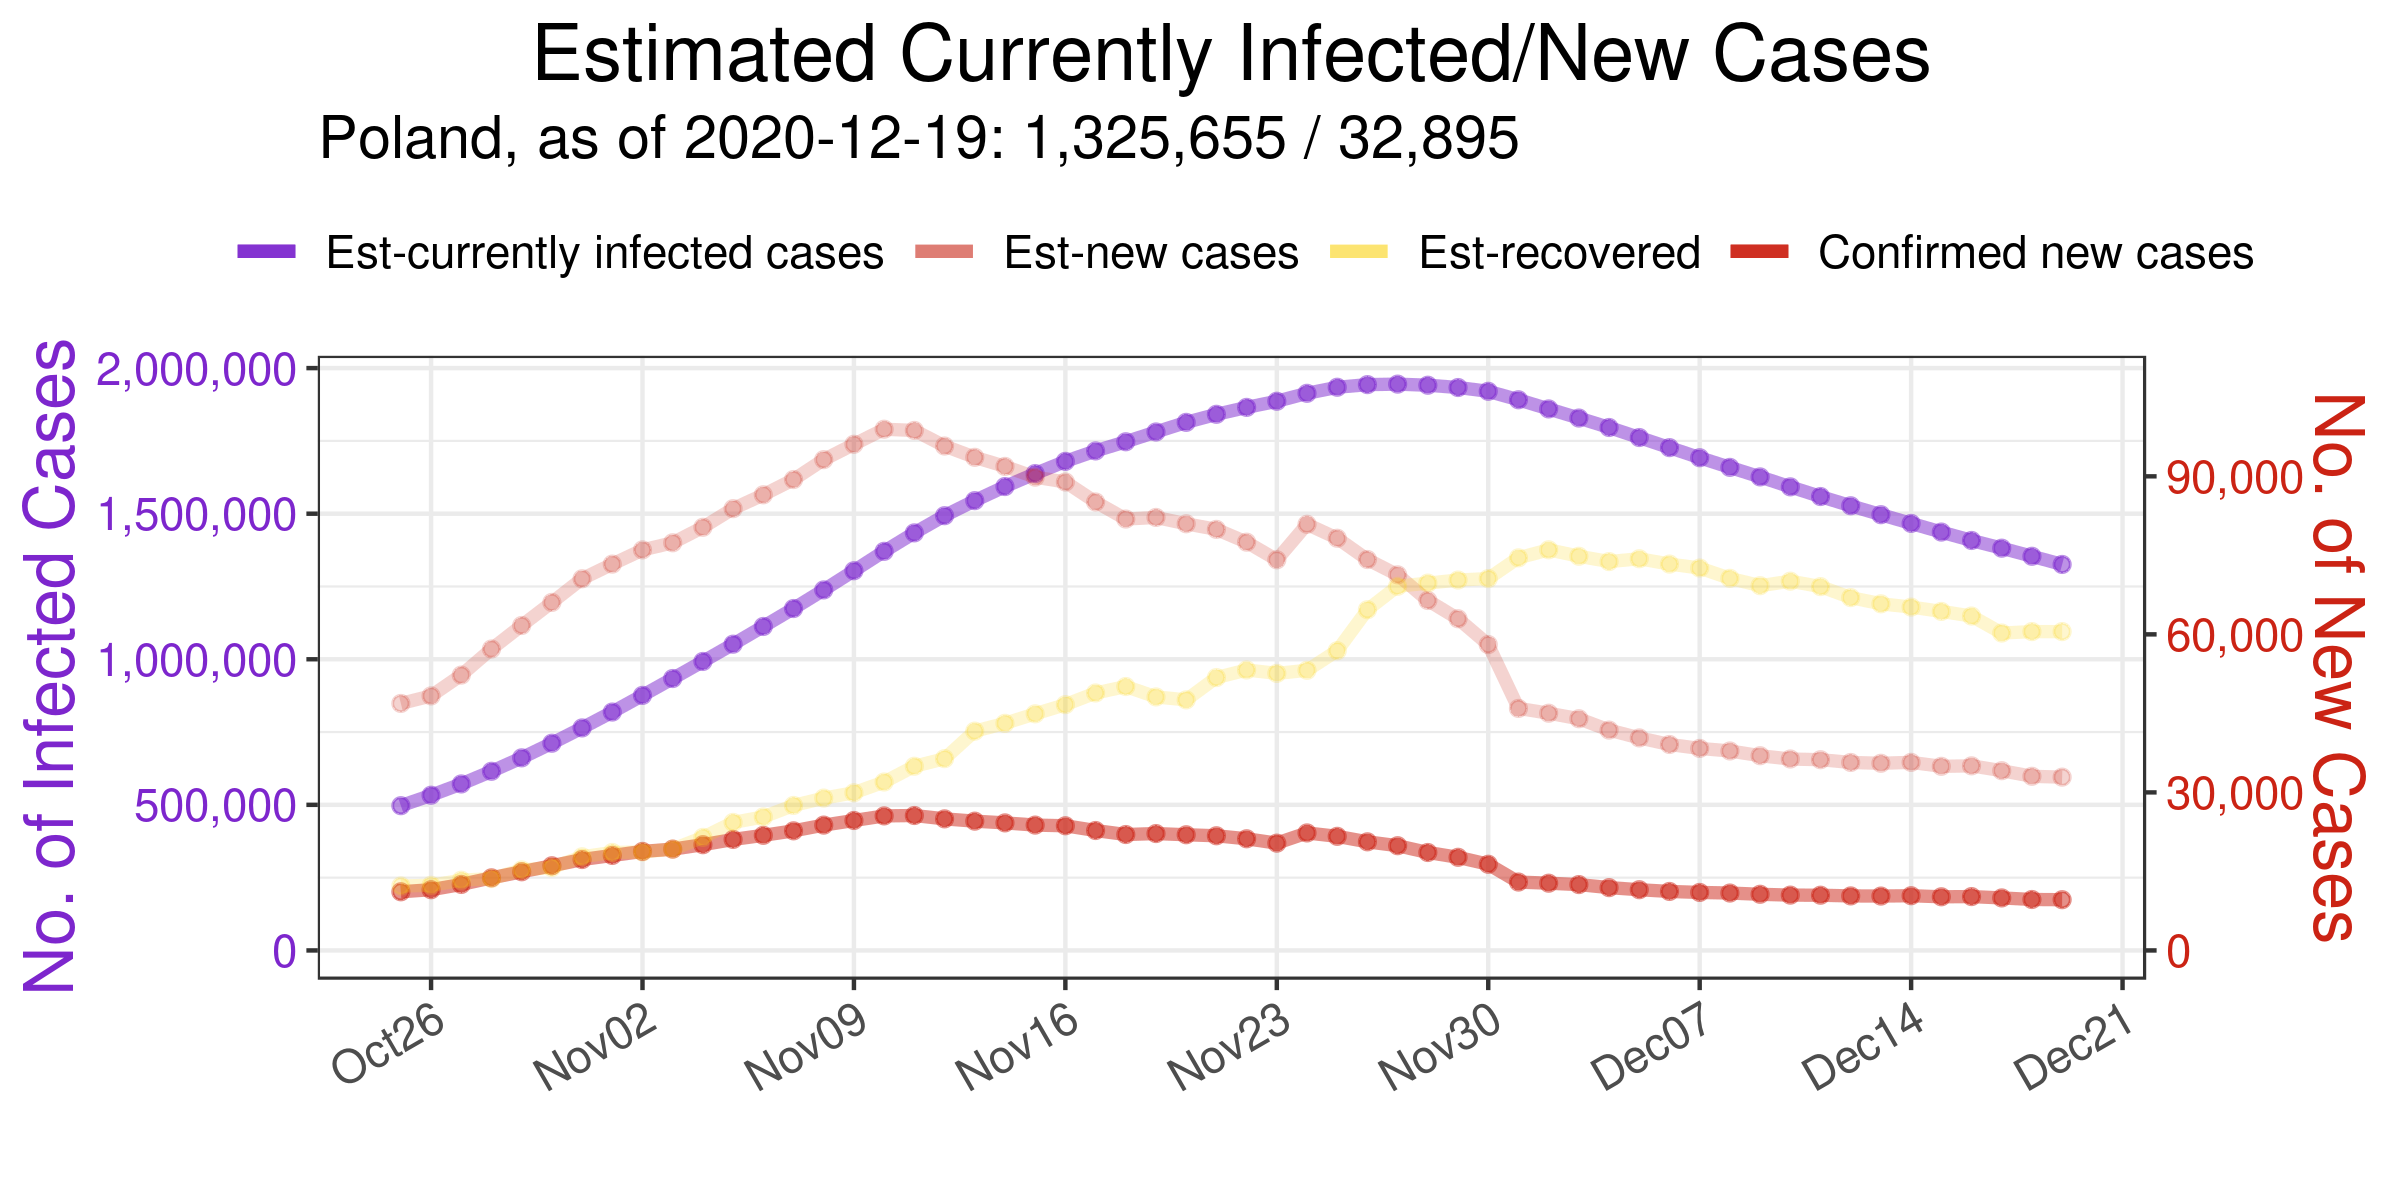 Estimated Currently Infected/New Cases
Poland, as of 2020-12-19: 1,325,655 / 32,895
Est-currently infected cases Est-new cases Est-recovered Confirmed new cases
No. of Infected Cases
2,000,000
1,500,000
1,000,000
500,000
0
90,000
60,000
30,000
0
No. of New Cases
Oct26 Nov02 Nov09 Nov16 Nov23 Nov30 Dec07 Dec14 Dec21